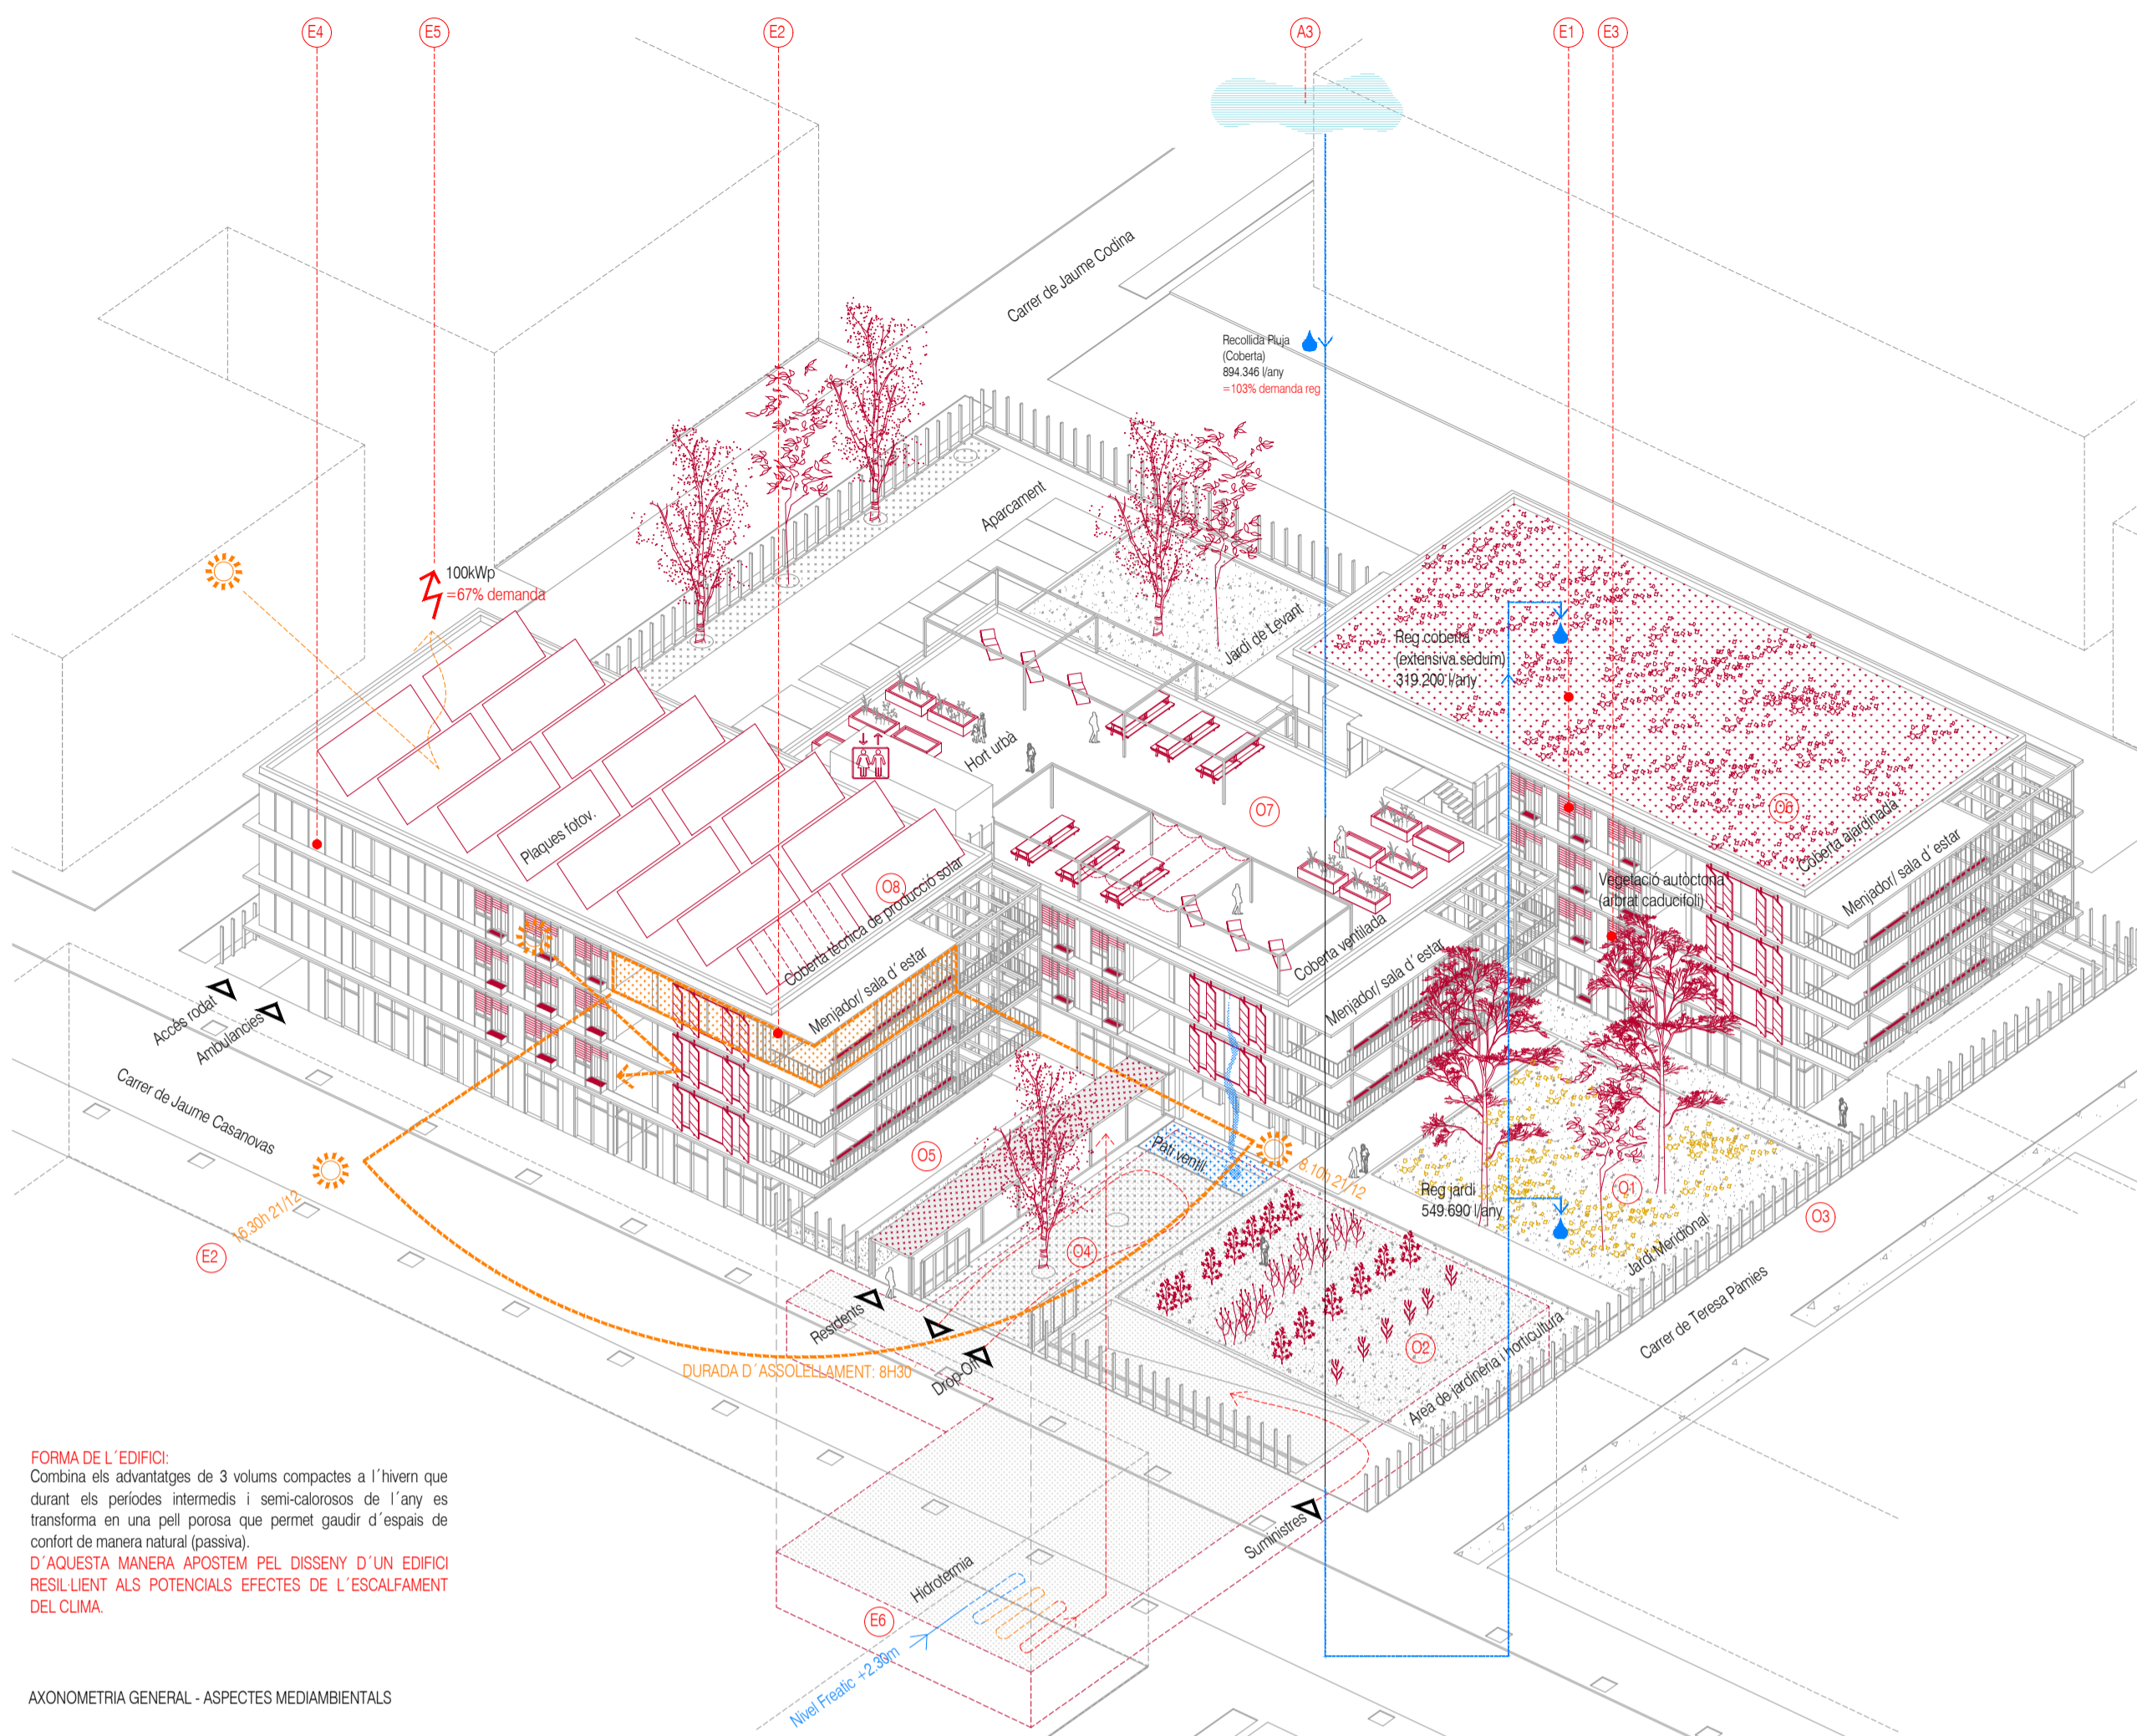 E4
E5
E2
A3
E1
E3
Carrer de Jaume Codina
Recollida Pluja
(Coberta)
894.346 l/any
=103% demanda reg
Aparcament
100kWp
=67% demanda
Jardí de Levant
Reg coberta
(extensiva.sedum)
319.200 l/any
Hort urbà
O7
O6
Coberta ajardinada
Plaques fotov.
O8
Coberta tècnica de producció solar
Menjador/ sala d´estar
Vegetació autòctona
(arbrat caducifoli)
Menjador/ sala d´estar
Coberta ventilada
Menjador/ sala d´estar
Accés rodat
Ambulancies
Carrer de Jaume Casanovas
O5
Pati ventil.
8.10h 21/12
16.30h 21/12
E2
O4
Reg jardí
549.690 l/any
O1
O3
Jardí Meridional
Residents
DURADA D´ASSOLELLAMENT: 8H30
Drop-Off
O2
Area de jardineria i horticultura
Carrer de Teresa Pàmies
Suministres
Hidrotermia
E6
Nivel Freatic +2.30m
FORMA DE L´EDIFICI:
Combina els advantatges de 3 volums compactes a l´hivern que
durant els períodes intermedis i semi-calorosos de l´any es
transforma en una pell porosa que permet gaudir d´espais de
confort de manera natural (passiva).
D´AQUESTA MANERA APOSTEM PEL DISSENY D´UN EDIFICI
RESIL·LIENT ALS POTENCIALS EFECTES DE L´ESCALFAMENT
DEL CLIMA.
AXONOMETRIA GENERAL - ASPECTES MEDIAMBIENTALS